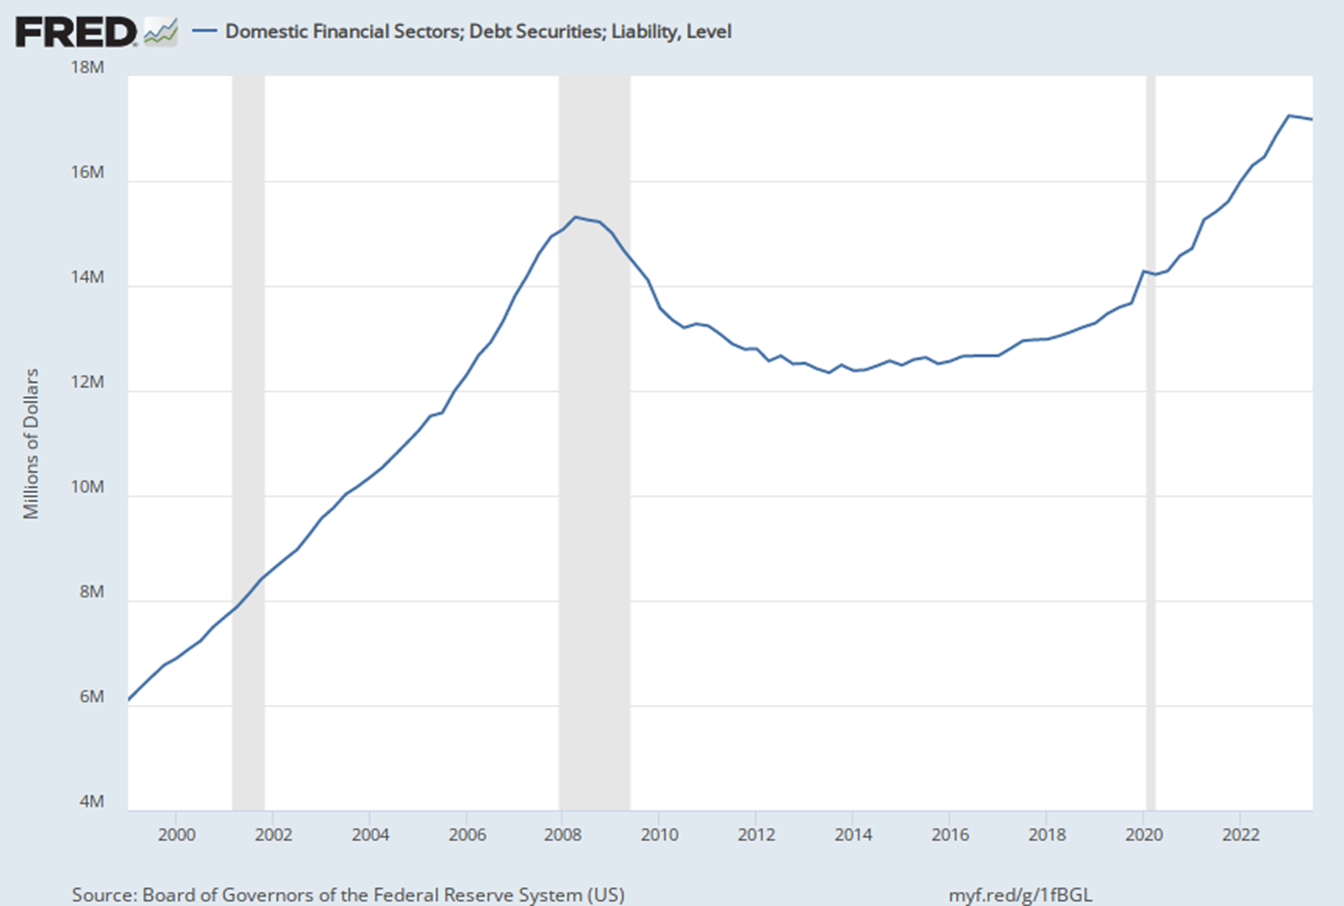 FRED
Domestic Financial Sectors; Debt Securities; Liability, Level
18M
16M
14M
12M
10M
8M
6M
4M
Millions of Dollars
2000 2002 2004 2006 2008 2010 2012 2014 2016 2018 2020 2022
Source: Board of Governors of the Federal Reserve System (US)
myf.red/g/1fBGL